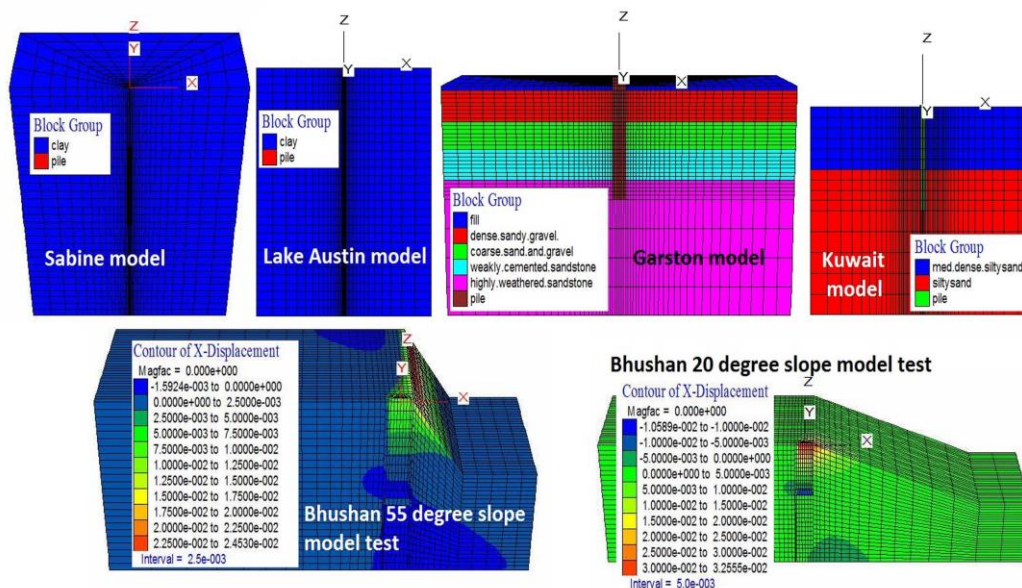 Z
Y
X
Block Group
clay
pile
Sabine model
Z
Y
X
Block Group
clay
pile
Lake Austin model
Z
Y
X
Block Group
fill
dense.sandy.gravel.
coarse.sand.and.gravel
weakly.cemented.sandstone
highly.weathered.sandstone
pile
Garston model
Z
Y
X
Kuwait
model
Block Group
med.dense.siltysand
siltysand
pile
Contour of X-Displacement
Magfac = 0.000e+000
-1.5924e-003 to 0.0000e+000
0.0000e+000 to 2.5000e-003
2.5000e-003 to 5.0000e-003
5.0000e-003 to 7.5000e-003
7.5000e-003 to 1.0000e-002
1.0000e-002 to 1.2500e-002
1.2500e-002 to 1.5000e-002
1.5000e-002 to 1.7500e-002
1.7500e-002 to 2.0000e-002
2.0000e-002 to 2.2500e-002
2.2500e-002 to 2.4530e-002
Interval = 2.5e-003
Z
Y
X
Bhushan 55 degree slope
model test
Bhushan 20 degree slope model test
Z
Y
X
Contour of X-Displacement
Magfac = 0.000e+000
-1.0589e-002 to -1.0000e-002
-1.0000e-002 to -5.0000e-003
-5.0000e-003 to 0.0000e+000
0.0000e+000 to 5.0000e-003
5.0000e-003 to 1.0000e-002
1.0000e-002 to 1.5000e-002
1.5000e-002 to 2.0000e-002
2.0000e-002 to 2.5000e-002
2.5000e-002 to 3.0000e-002
3.0000e-002 to 3.2555e-002
Interval = 5.0e-003